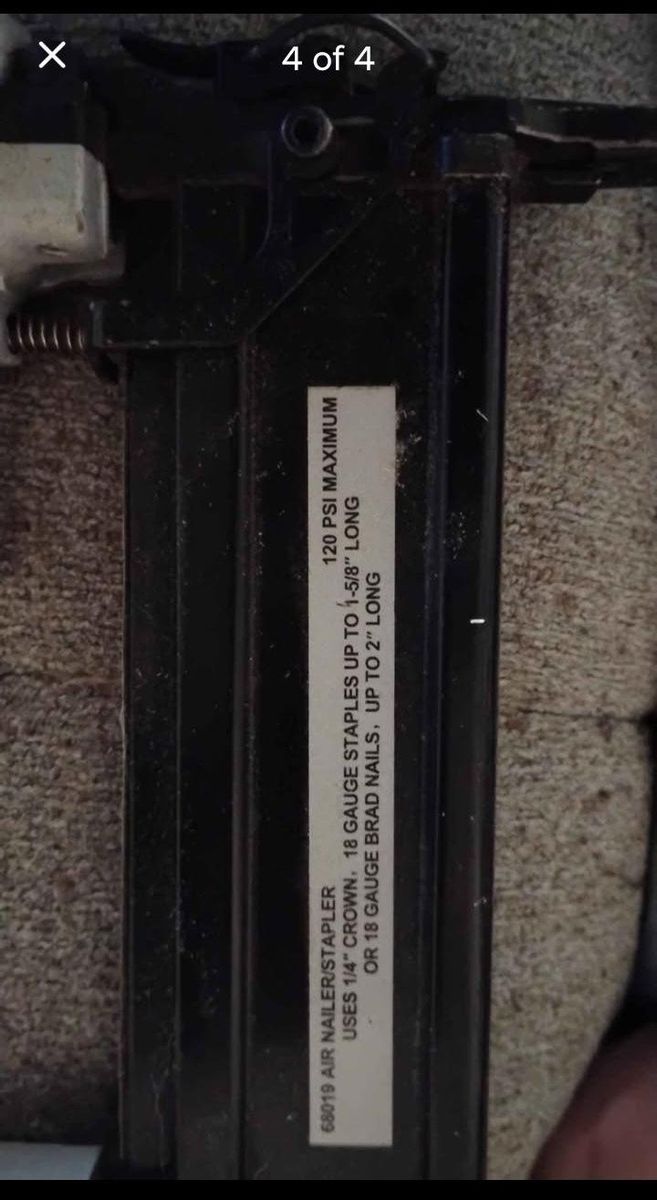 4 of 4
68019 AIR NAILER/STAPLER 120 PSI MAXIMUM
USES 1/4" CROWN, 18 GAUGE STAPLES UP TO 1-5/8" LONG
OR 18 GAUGE BRAD NAILS, UP TO 2" LONG